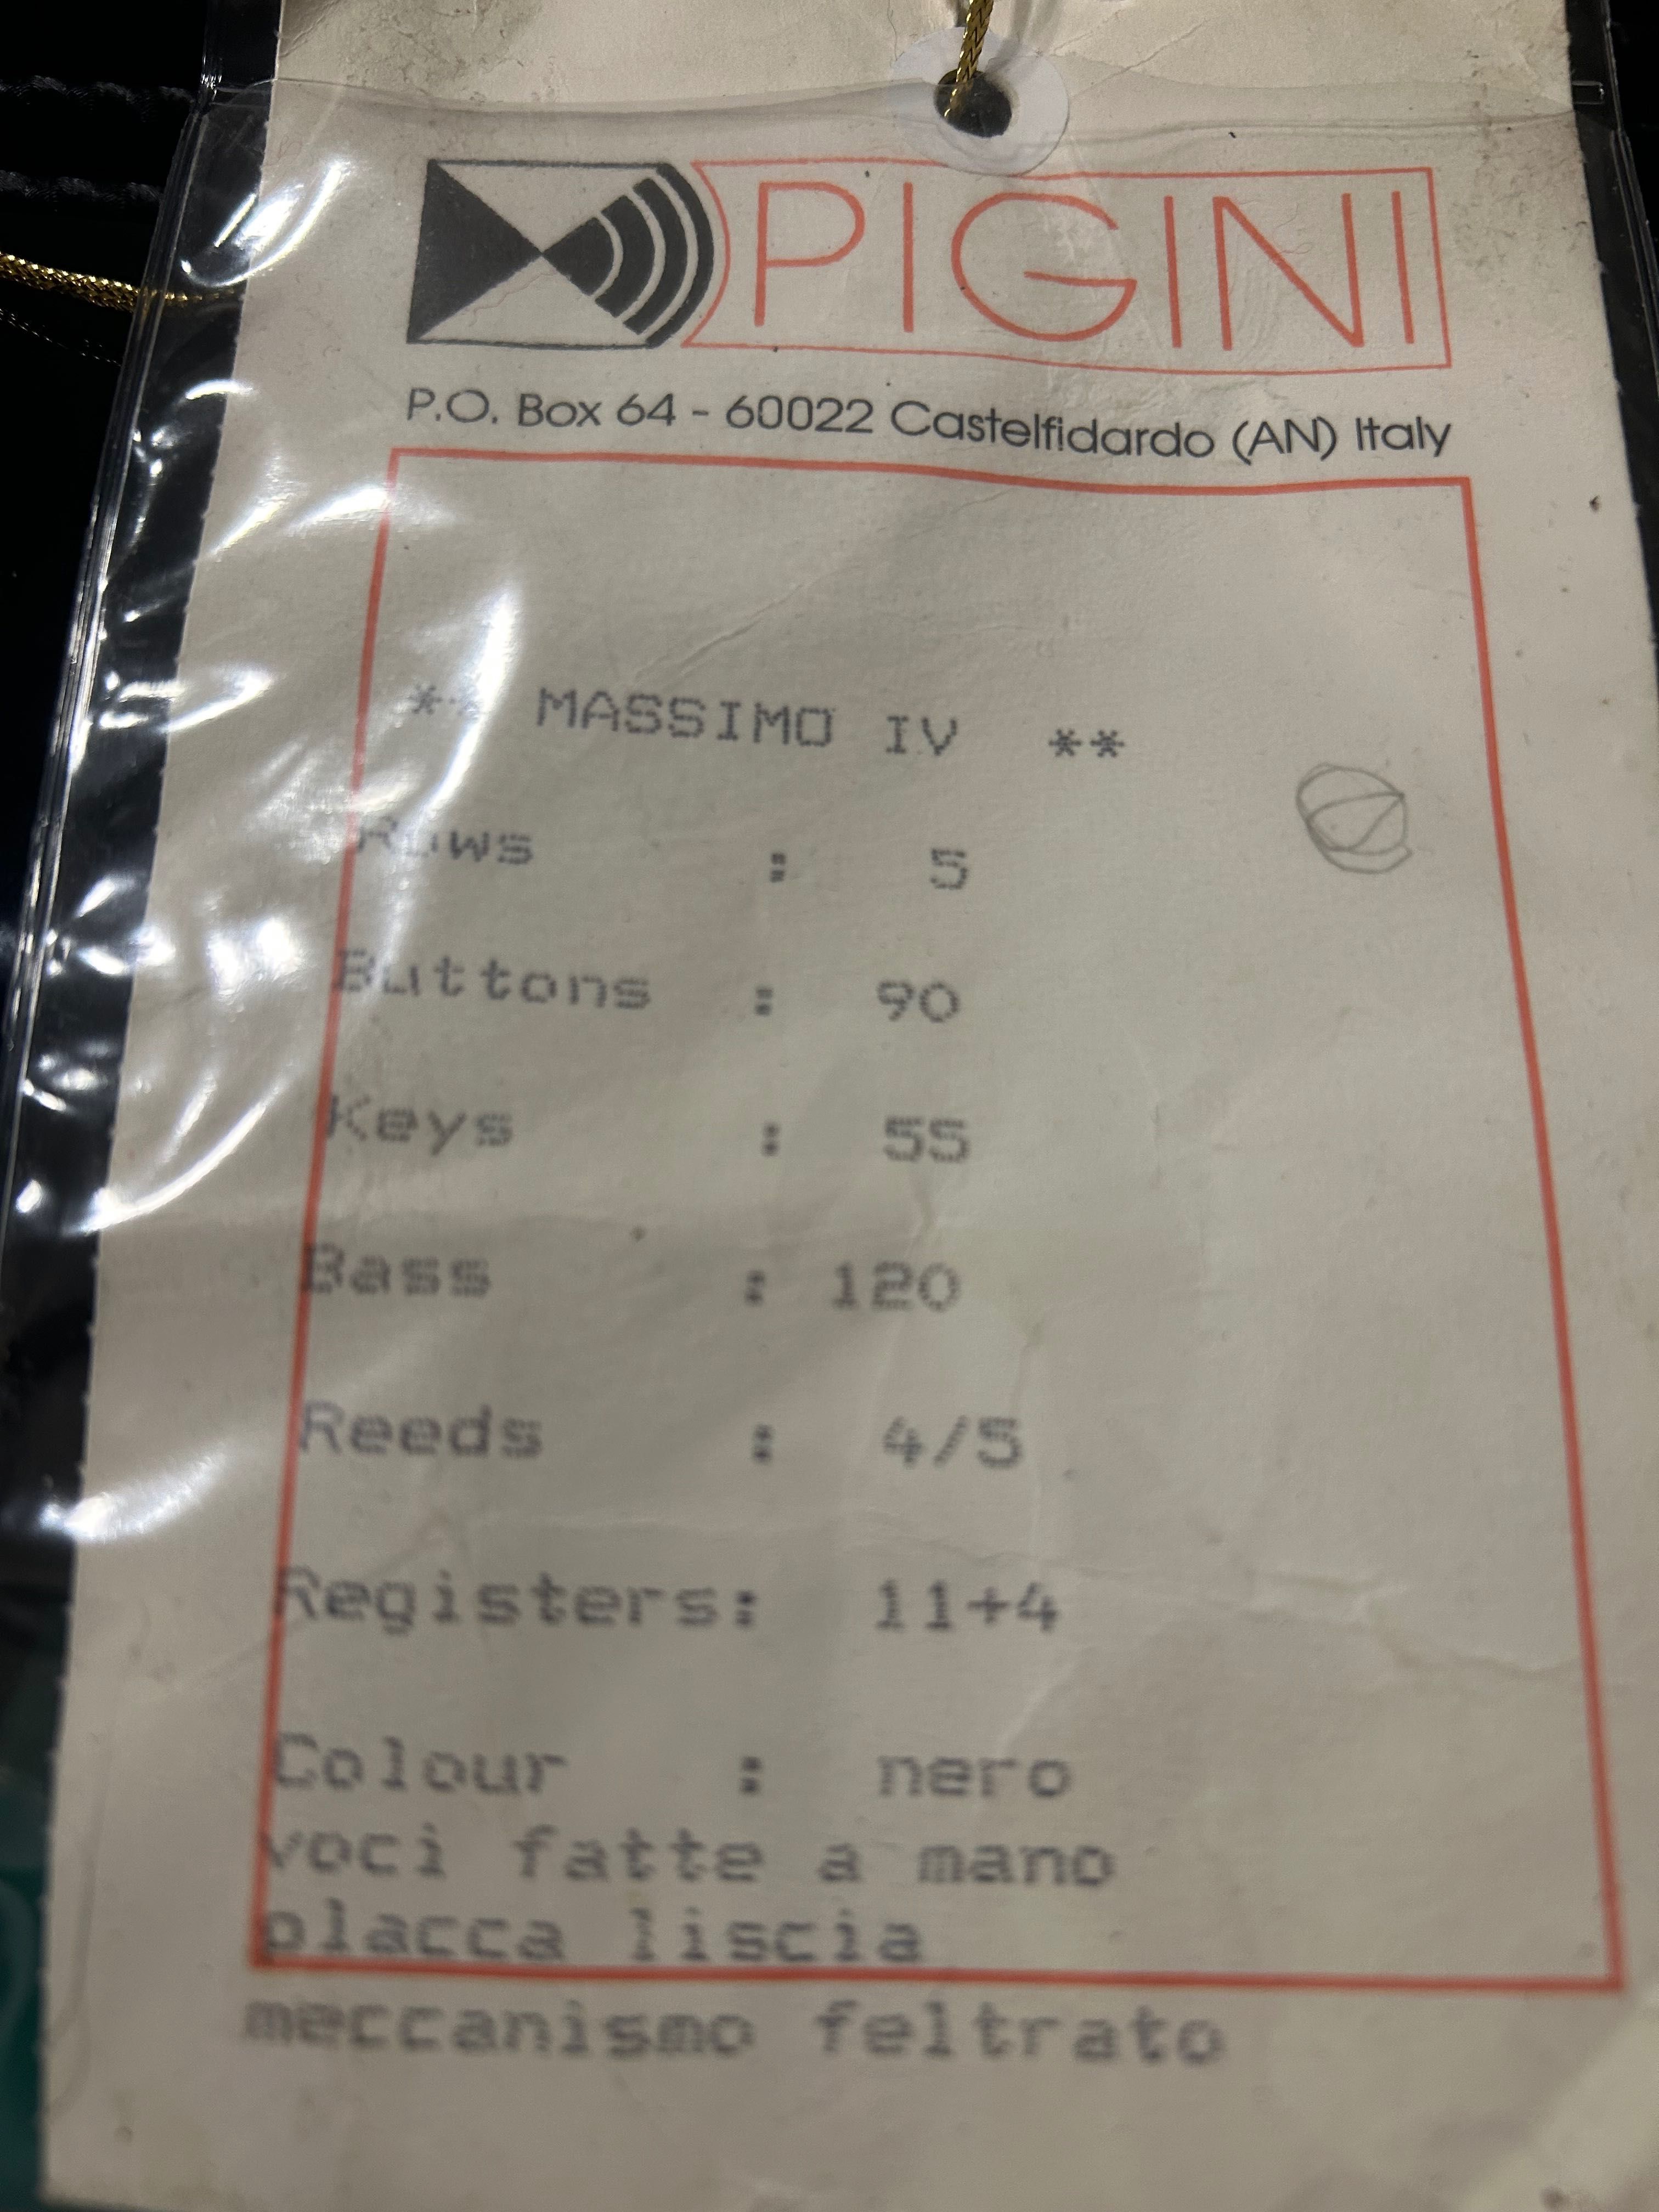 PIGINI
P.O. Box 64 - 60022 Castelfidardo (AN) Italy
** MASSIMO IV **
Rows : 5
Buttons : 90
Keys : 55
Bass : 120
Reeds : 4/5
Registers: 11+4
Colour : nero
voci fatte a mano
placca liscia
meccanismo feltrato